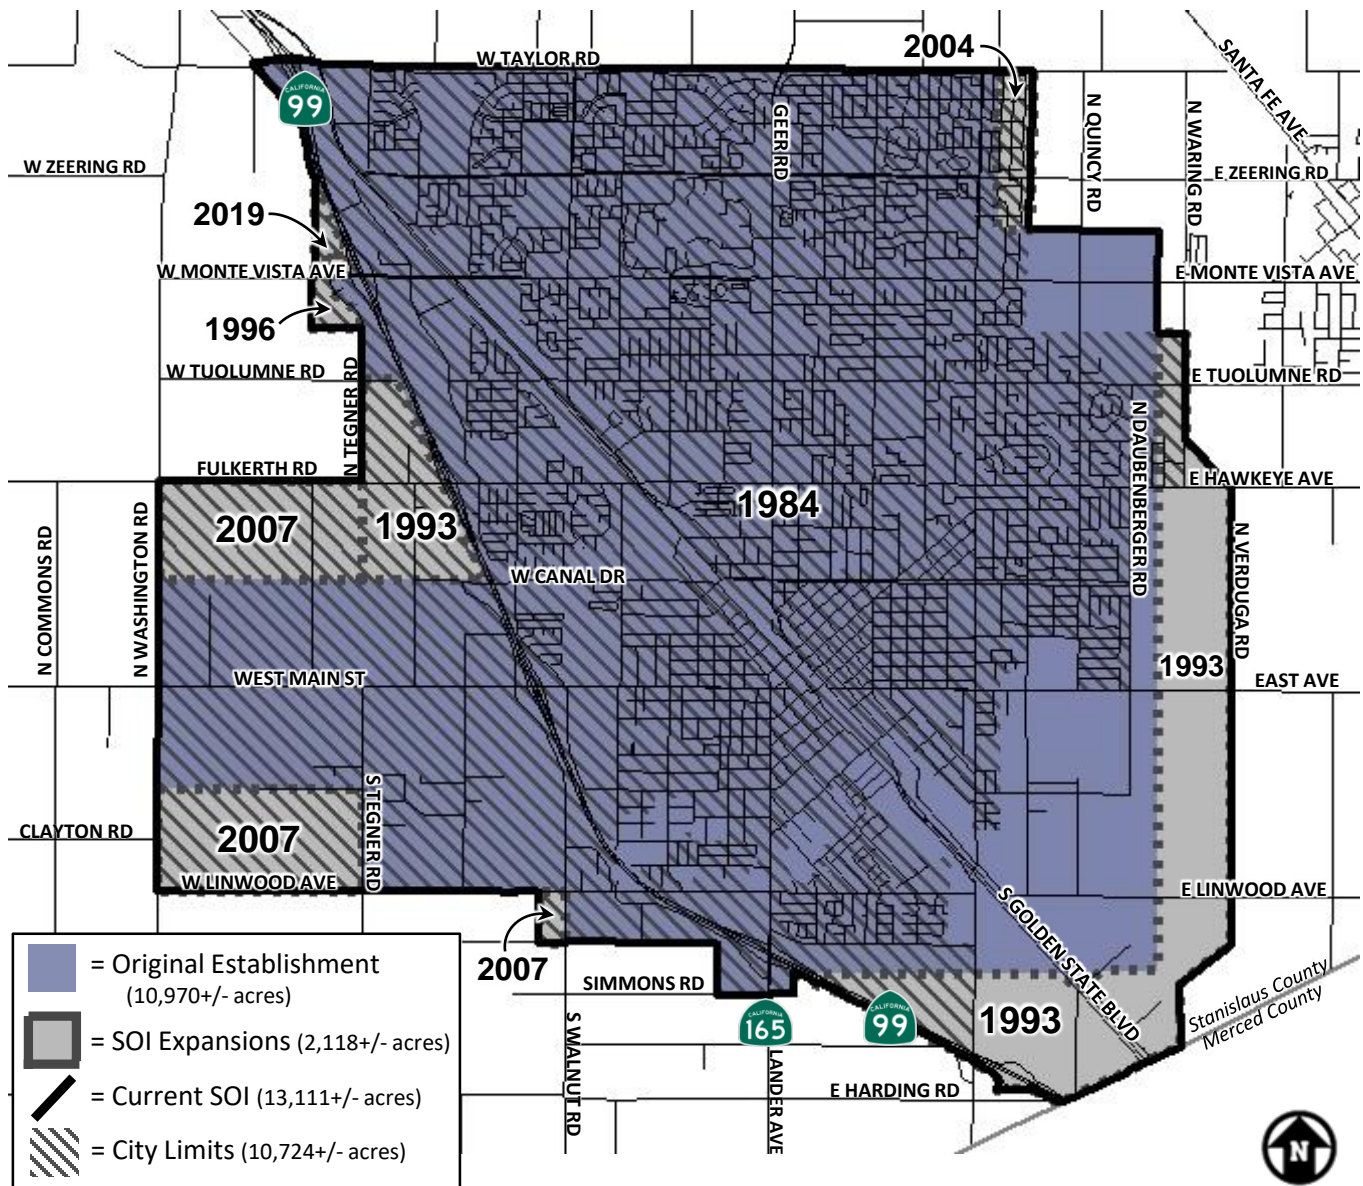 2004
W TAYLOR RD
SANTA FE AVE
CALIFORNIA
99
GEER RD
N QUINCY RD
N WARING RD
W ZEERING RD
E ZEERING RD
2019
W MONTE VISTA AVE
E MONTE VISTA AVE
1996
W TUOLUMNE RD
E TUOLUMNE RD
N TEGNER RD
N DAUBENBERGER RD
FULKERTH RD
E HAWKEYE AVE
1984
2007
1993
N COMMONS RD
N WASHINGTON RD
N VERDUGA RD
W CANAL DR
1993
WEST MAIN ST
EAST AVE
S TEGNER RD
CLAYTON RD
2007
W LINWOOD AVE
E LINWOOD AVE
S GOLDEN STATE BLVD
2007
SIMMONS RD
CALIFORNIA
165
CALIFORNIA
99
1993
Stanislaus County
Merced County
S WALNUT RD
LANDER AVE
E HARDING RD
= Original Establishment
(10,970+/- acres)
= SOI Expansions (2,118+/- acres)
= Current SOI (13,111+/- acres)
= City Limits (10,724+/- acres)
N